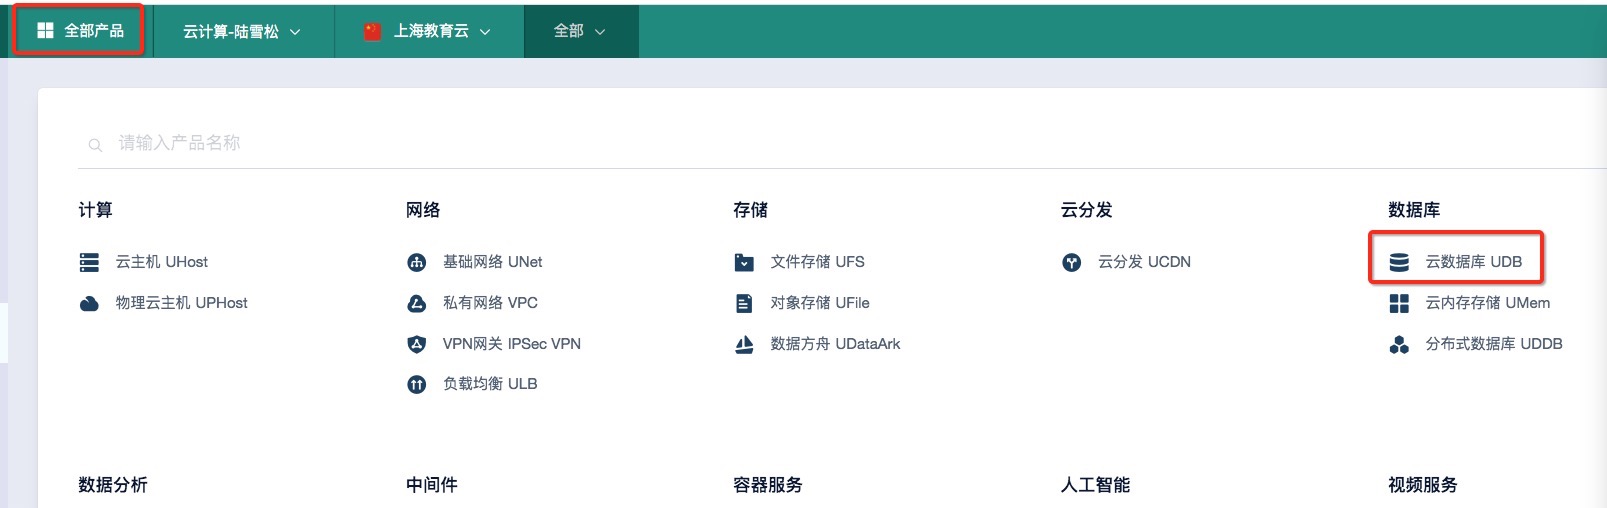 全部产品
云计算-陆雪松
上海教育云
全部
请输入产品名称
计算
云主机 UHost
物理云主机 UPHost
网络
基础网络 UNet
私有网络 VPC
VPN网关 IPSec VPN
负载均衡 ULB
存储
文件存储 UFS
对象存储 UFile
数据方舟 UDataArk
云分发
云分发 UCDN
数据库
云数据库 UDB
云内存存储 UMem
分布式数据库 UDDB
数据分析
中间件
容器服务
人工智能
视频服务